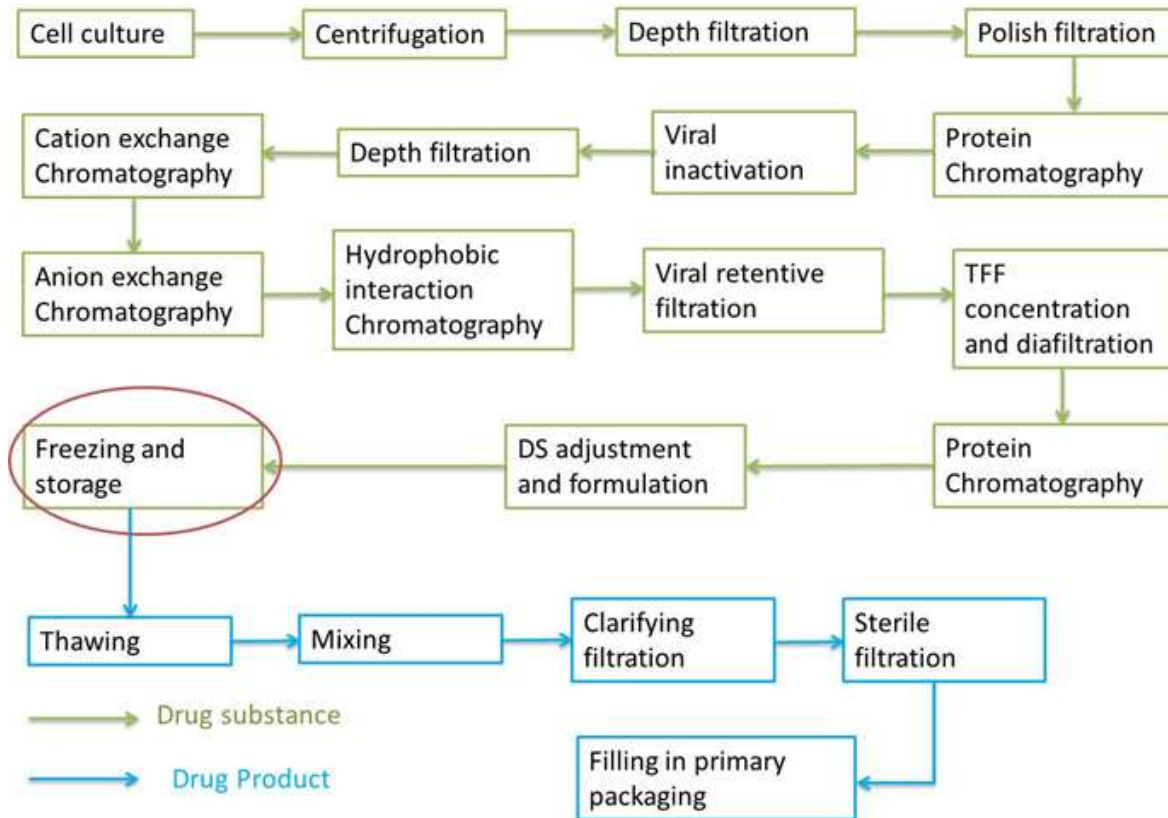 Cell culture
Centrifugation
Depth filtration
Polish filtration
Protein
Chromatography
Viral
inactivation
Depth filtration
Cation exchange
Chromatography
Anion exchange
Chromatography
Hydrophobic
interaction
Chromatography
Viral retentive
filtration
TFF
concentration
and diafiltration
Protein
Chromatography
DS adjustment
and formulation
Freezing and
storage
Thawing
Mixing
Clarifying
filtration
Sterile
filtration
Filling in primary
packaging
Drug substance
Drug Product